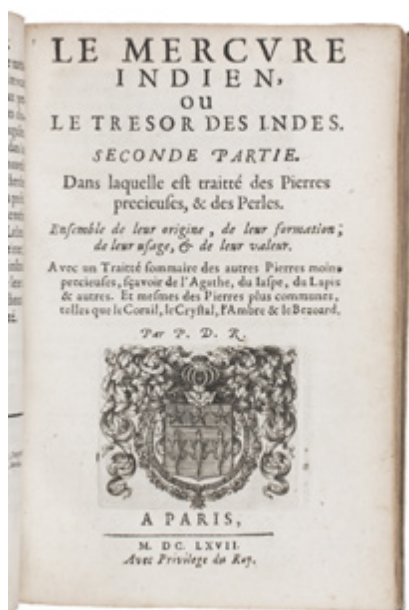 LE MERCVRE
INDIEN,
OU
LE TRESOR DES INDES.
SECONDE PARTIE.
Dans laquelle est traitté des Pierres
precieuses, & des Perles.
Ensemble de leur origine, de leur formation,
de leur usage, & de leur valeur.
Avec un Traitté sommaire des autres Pierres moins
precieuses, sçavoir de l'Agathe, du Iaspe, du Lapis
& autres. Et mesmes des Pierres plus communes,
telles que le Corail, le Crystal, l'Ambre & le Bezoard.
Par P. D. R.
A PARIS,
M. DC. LXVII.
Avec Privilege du Roy.